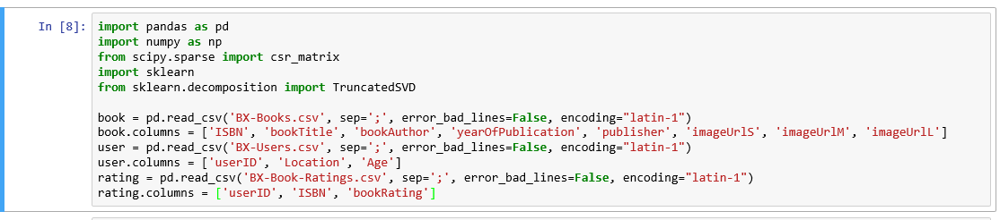 In [8]: import pandas as pd
import numpy as np
from scipy.sparse import csr_matrix
import sklearn
from sklearn.decomposition import TruncatedSVD
book = pd.read_csv('BX-Books.csv', sep=';', error_bad_lines=False, encoding="latin-1")
book.columns = ['ISBN', 'bookTitle', 'bookAuthor', 'yearOfPublication', 'publisher', 'imageUrlS', 'imageUrlM', 'imageUrlL']
user = pd.read_csv('BX-Users.csv', sep=';', error_bad_lines=False, encoding="latin-1")
user.columns = ['userID', 'Location', 'Age']
rating = pd.read_csv('BX-Book-Ratings.csv', sep=';', error_bad_lines=False, encoding="latin-1")
rating.columns = ['userID', 'ISBN', 'bookRating']